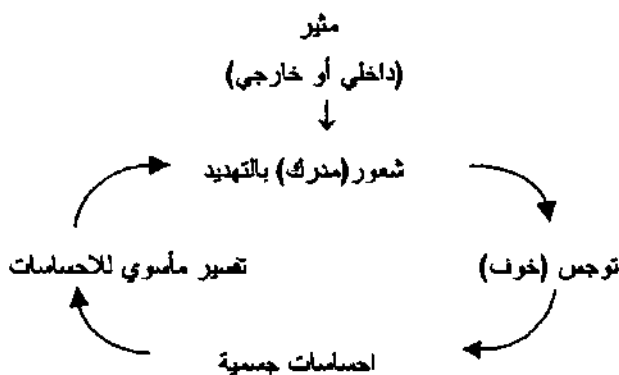 مثير
(داخلي أو خارجي)
شعور (مدرك) بالتهديد
توجس (خوف)
تفسير مأسوي للاحساسات
احساسات جسمية